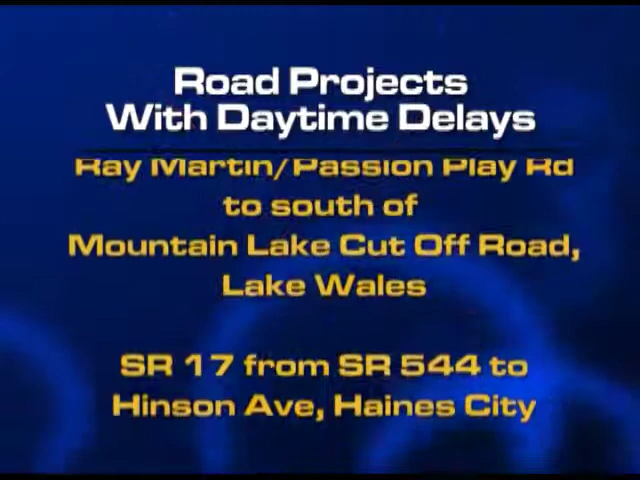 Road Projects
With Daytime Delays
Ray Martin/Passion Play Rd
to south of
Mountain Lake Cut Off Road,
Lake Wales
SR 17 from SR 544 to
Hinson Ave, Haines City